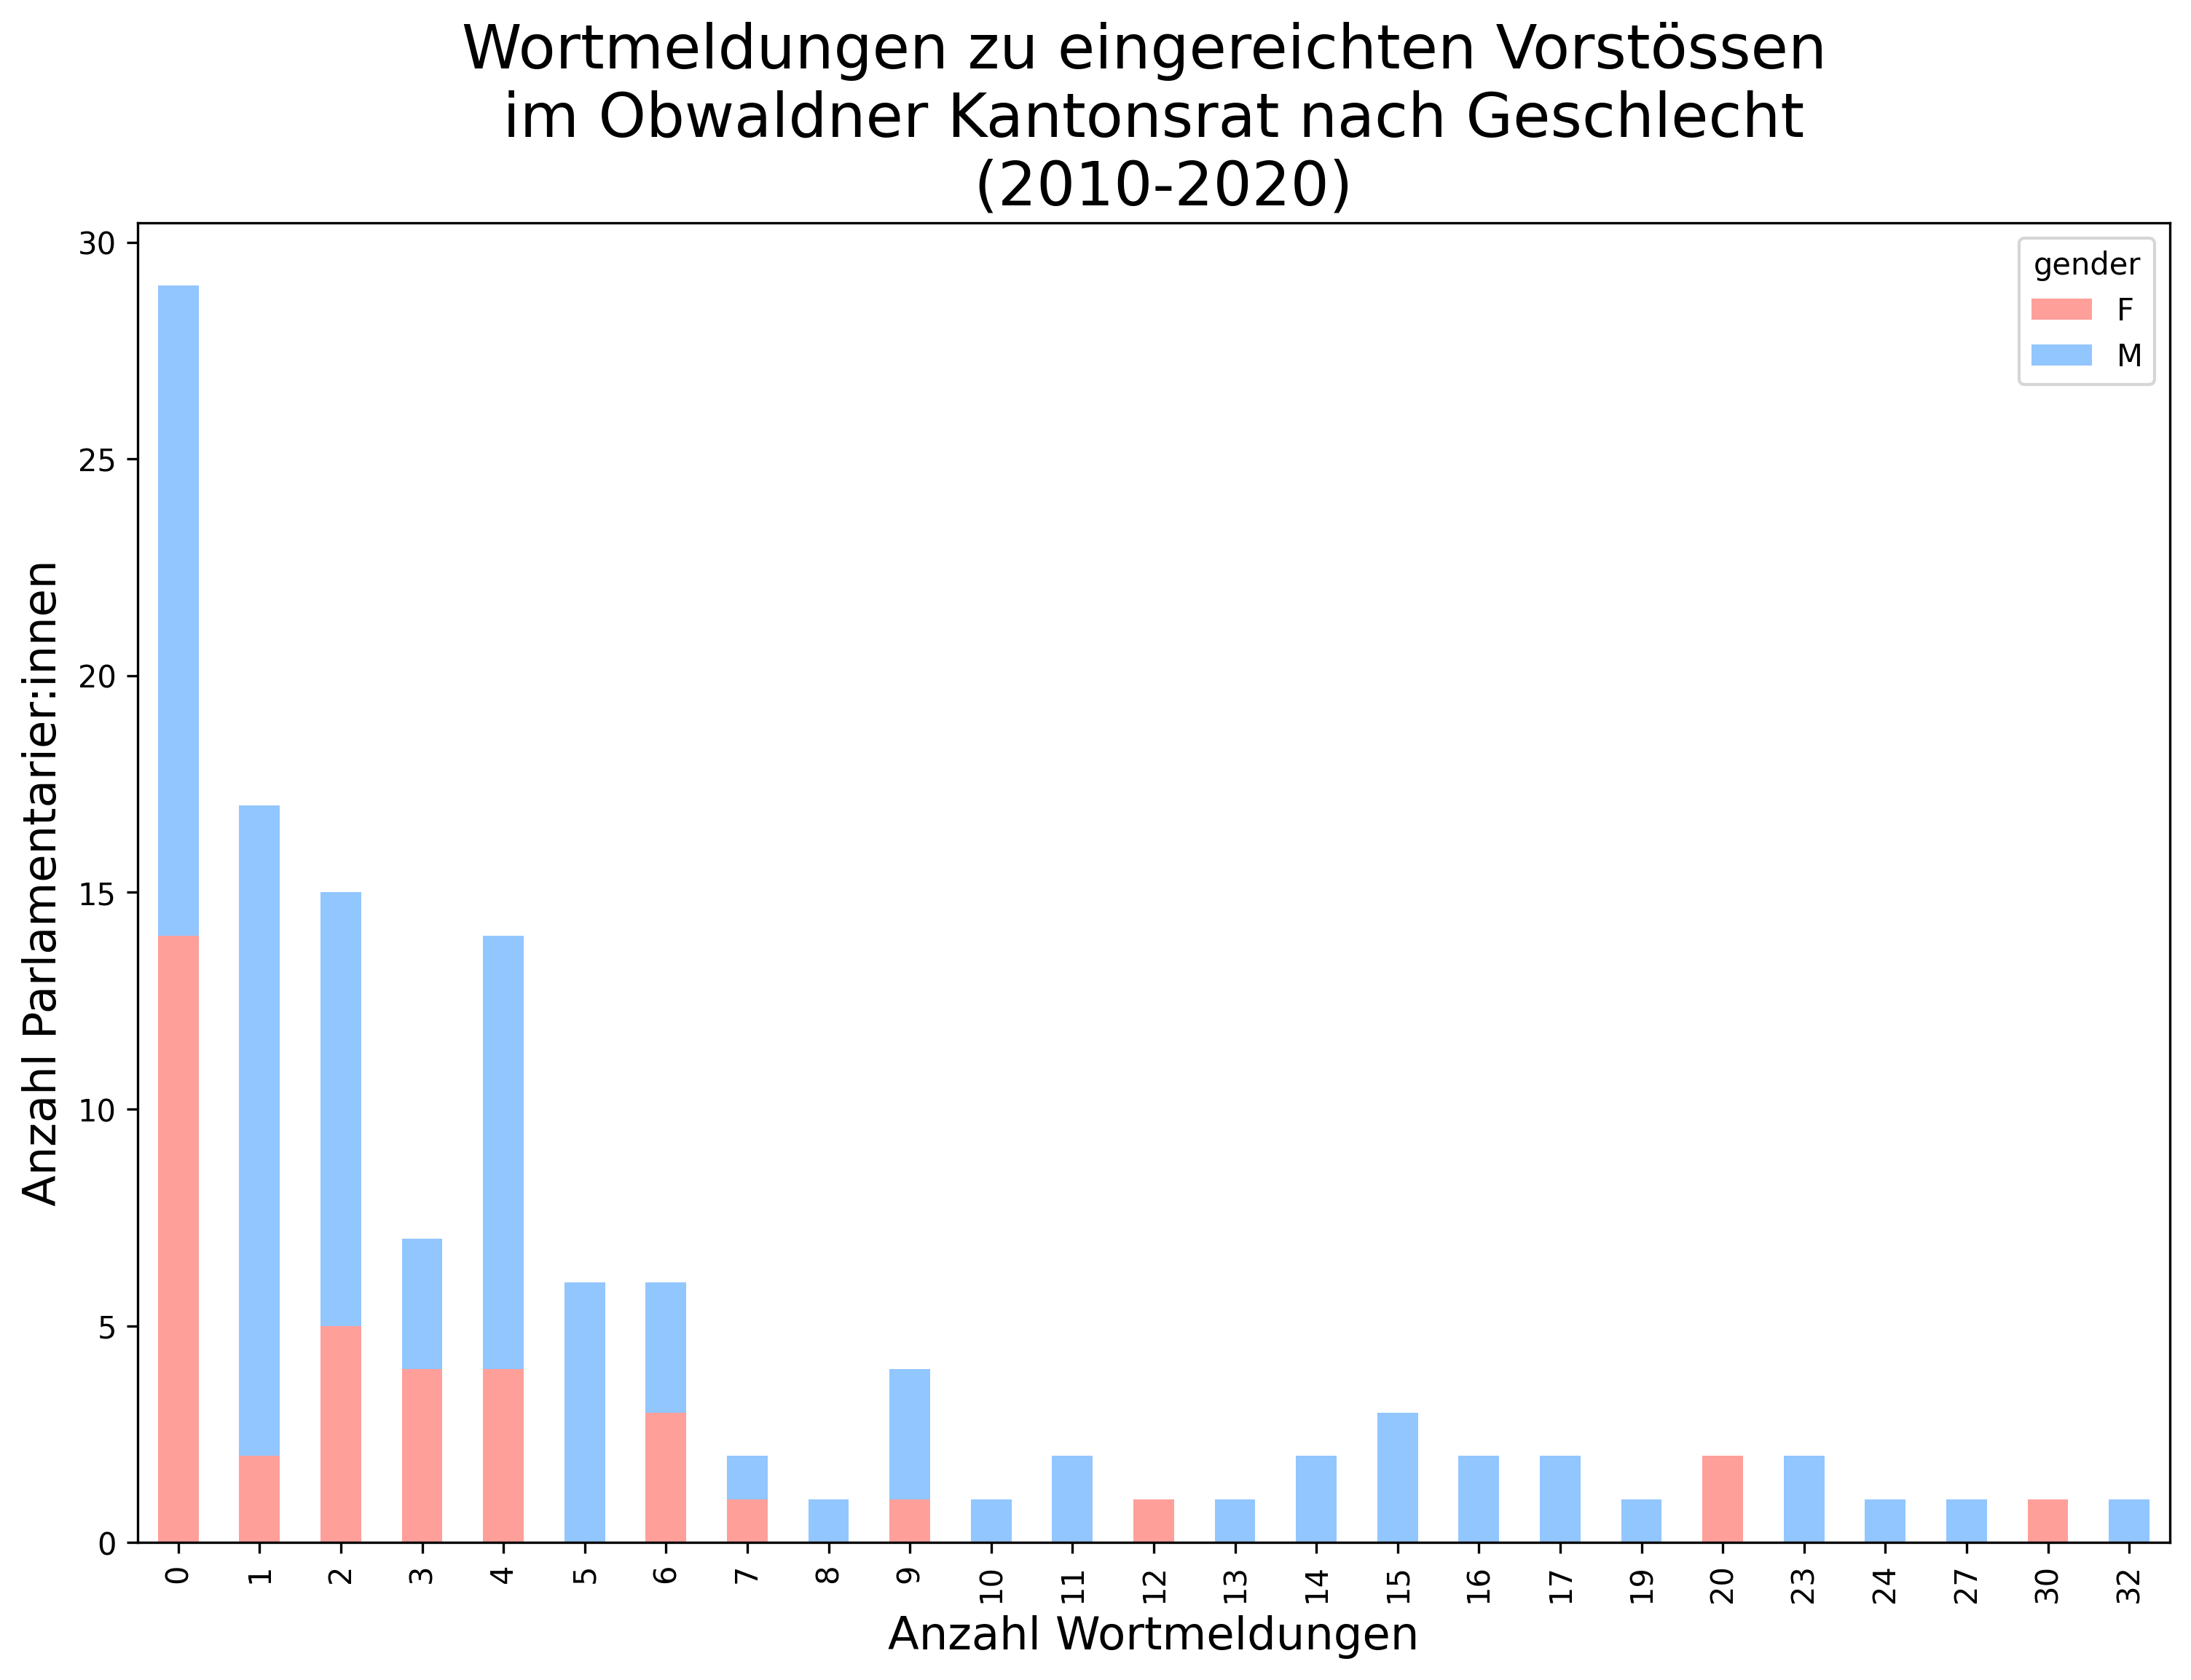 Wortmeldungen zu eingereichten Vorstössen
im Obwaldner Kantonsrat nach Geschlecht
(2010-2020)
gender
F
M
Anzahl Parlamentarier:innen
30
25
20
15
10
5
0
0 1 2 3 4 5 6 7 8 9 10 11 12 13 14 15 16 17 19 20 23 24 27 30 32
Anzahl Wortmeldungen